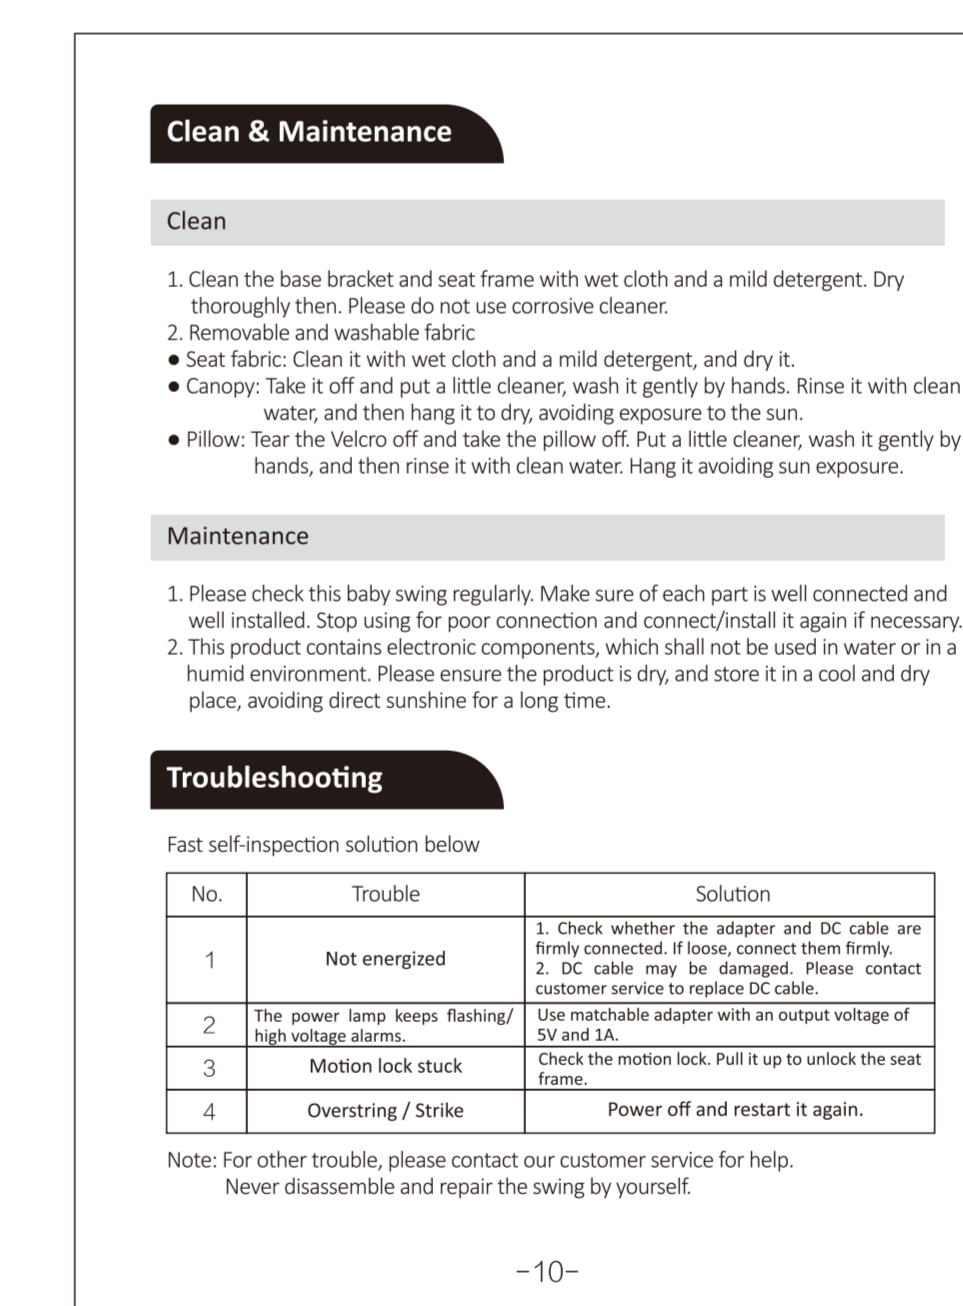 Clean & Maintenance
Clean
1. Clean the base bracket and seat frame with wet cloth and a mild detergent. Dry
thoroughly then. Please do not use corrosive cleaner.
2. Removable and washable fabric
● Seat fabric: Clean it with wet cloth and a mild detergent, and dry it.
● Canopy: Take it off and put a little cleaner, wash it gently by hands. Rinse it with clean
water, and then hang it to dry, avoiding exposure to the sun.
● Pillow: Tear the Velcro off and take the pillow off. Put a little cleaner, wash it gently by
hands, and then rinse it with clean water. Hang it avoiding sun exposure.
Maintenance
1. Please check this baby swing regularly. Make sure of each part is well connected and
well installed. Stop using for poor connection and connect/install it again if necessary.
2. This product contains electronic components, which shall not be used in water or in a
humid environment. Please ensure the product is dry, and store it in a cool and dry
place, avoiding direct sunshine for a long time.
Troubleshooting
Fast self-inspection solution below
No. Trouble Solution
1 Not energized
1. Check whether the adapter and DC cable are
firmly connected. If loose, connect them firmly.
2. DC cable may be damaged. Please contact
customer service to replace DC cable.
2
The power lamp keeps flashing/
high voltage alarms.
Use matchable adapter with an output voltage of
5V and 1A.
3 Motion lock stuck
Check the motion lock. Pull it up to unlock the seat
frame.
4 Overstring / Strike Power off and restart it again.
Note: For other trouble, please contact our customer service for help.
Never disassemble and repair the swing by yourself.
-10-